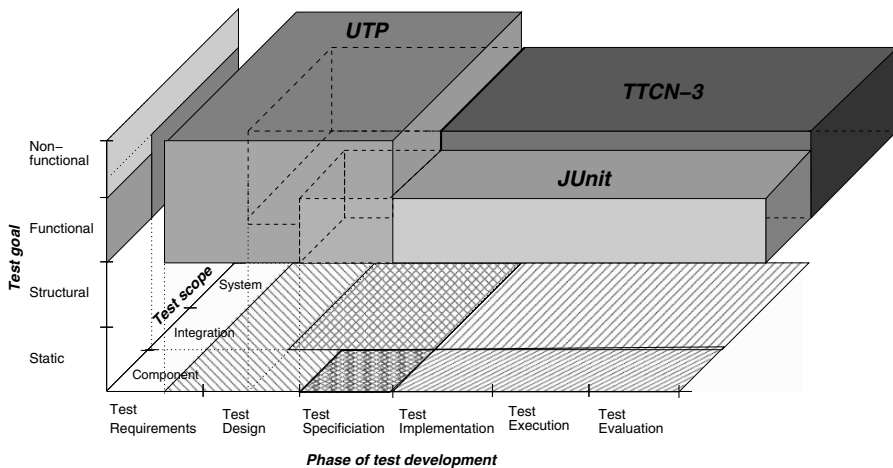 UTP
TTCN–3
JUnit
Non–
functional
Functional
Structural
Static
Test goal
Test scope
System
Integration
Component
Test
Requirements
Test
Design
Test
Specificiation
Test
Implementation
Test
Execution
Test
Evaluation
Phase of test development